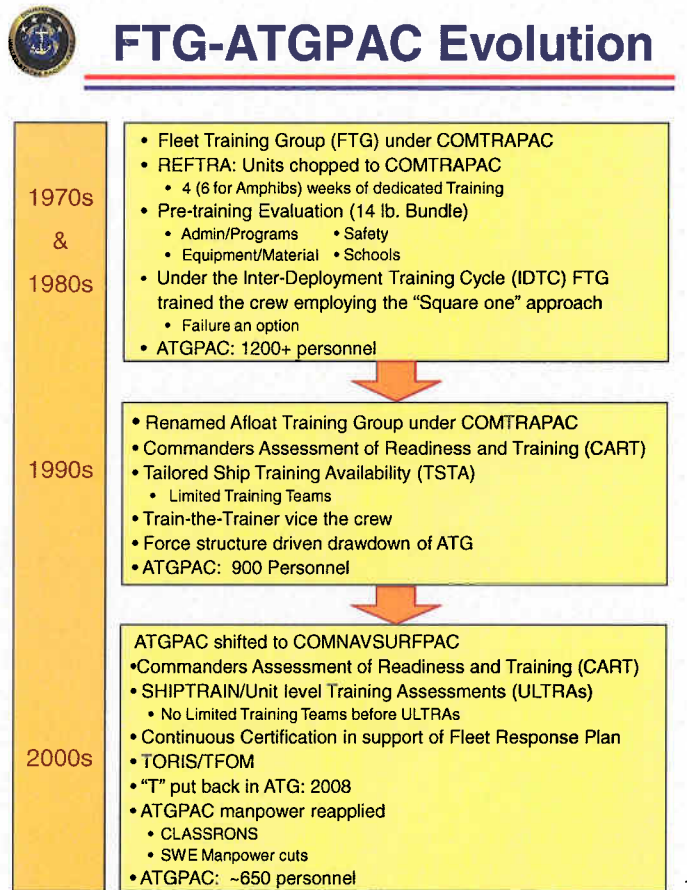 FTG-ATGPAC Evolution
1970s
&
1980s
• Fleet Training Group (FTG) under COMTRAPAC
• REFTRA: Units chopped to COMTRAPAC
• 4 (6 for Amphibs) weeks of dedicated Training
• Pre-training Evaluation (14 lb. Bundle)
• Admin/Programs • Safety
• Equipment/Material • Schools
• Under the Inter-Deployment Training Cycle (IDTC) FTG
trained the crew employing the “Square one” approach
• Failure an option
• ATGPAC: 1200+ personnel
1990s
• Renamed Afloat Training Group under COMTRAPAC
• Commanders Assessment of Readiness and Training (CART)
• Tailored Ship Training Availability (TSTA)
• Limited Training Teams
• Train-the-Trainer vice the crew
• Force structure driven drawdown of ATG
• ATGPAC: 900 Personnel
2000s
ATGPAC shifted to COMNAVSURFPAC
•Commanders Assessment of Readiness and Training (CART)
• SHIPTRAIN/Unit level Training Assessments (ULTRAs)
• No Limited Training Teams before ULTRAs
• Continuous Certification in support of Fleet Response Plan
• TORIS/TFOM
• “T” put back in ATG: 2008
• ATGPAC manpower reapplied
• CLASSRONS
• SWE Manpower cuts
• ATGPAC: ~650 personnel